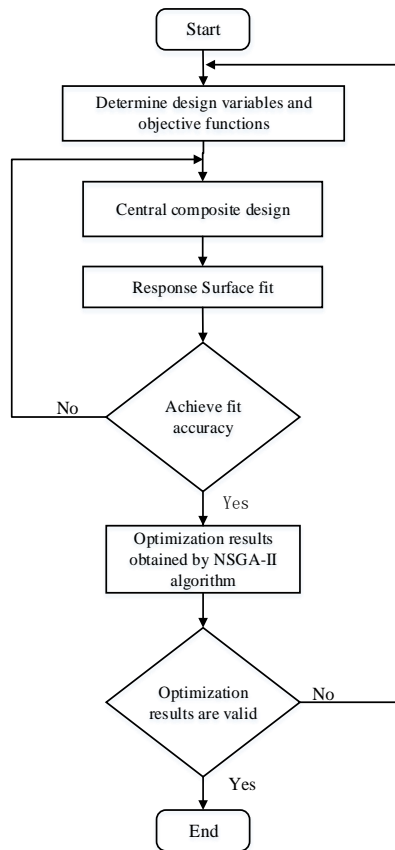 Start
Determine design variables and
objective functions
Central composite design
Response Surface fit
Achieve fit
accuracy
No
Yes
Optimization results
obtained by NSGA-II
algorithm
Optimization
results are valid
No
Yes
End